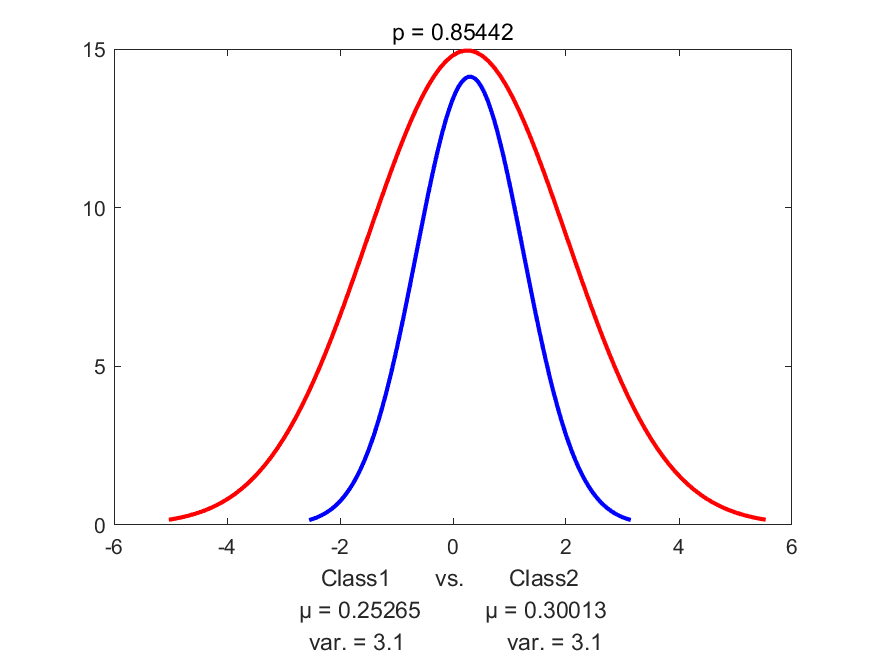 p = 0.85442
15
10
5
0
-6 -4 -2 0 2 4 6
Class1 vs. Class2
μ = 0.25265 μ = 0.30013
var. = 3.1 var. = 3.1